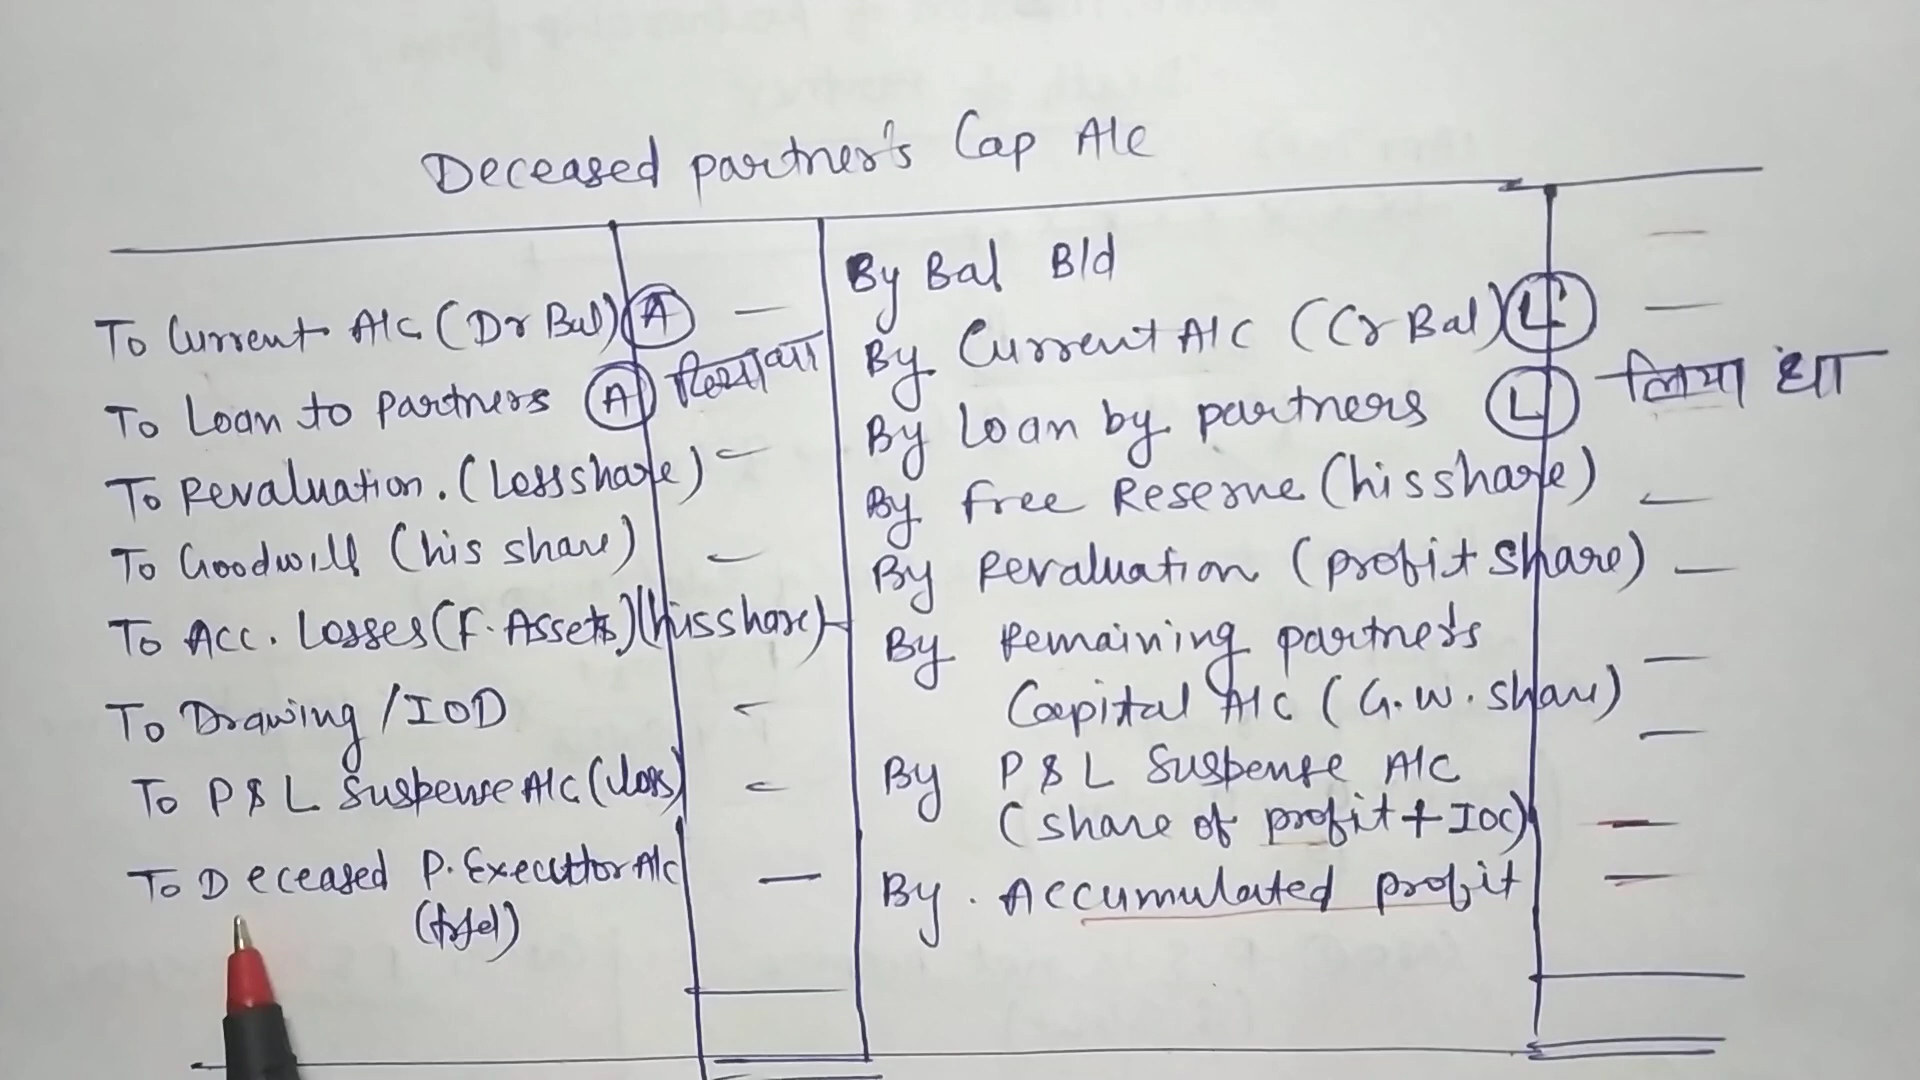 Deceased partner's Cap A/c
To Current A/c (Dr Bal) A
To Loan to partners A दिया था
To Revaluation. (Loss share)
To Goodwill (his share)
To Acc. Losses (F. Assets) (his share)
To Drawing / IOD
To P & L Suspense A/c (loss)
To Deceased P. Executor A/c
(trfd)
By Bal B/d
By Current A/c (Cr Bal) L
By Loan by partners L लिया था
By free Reserve (his share)
By Revaluation (profit share)
By Remaining partners
Capital A/c (G.W. share)
By P & L Suspense A/c
(share of profit + IOC)
By. Accumulated profit